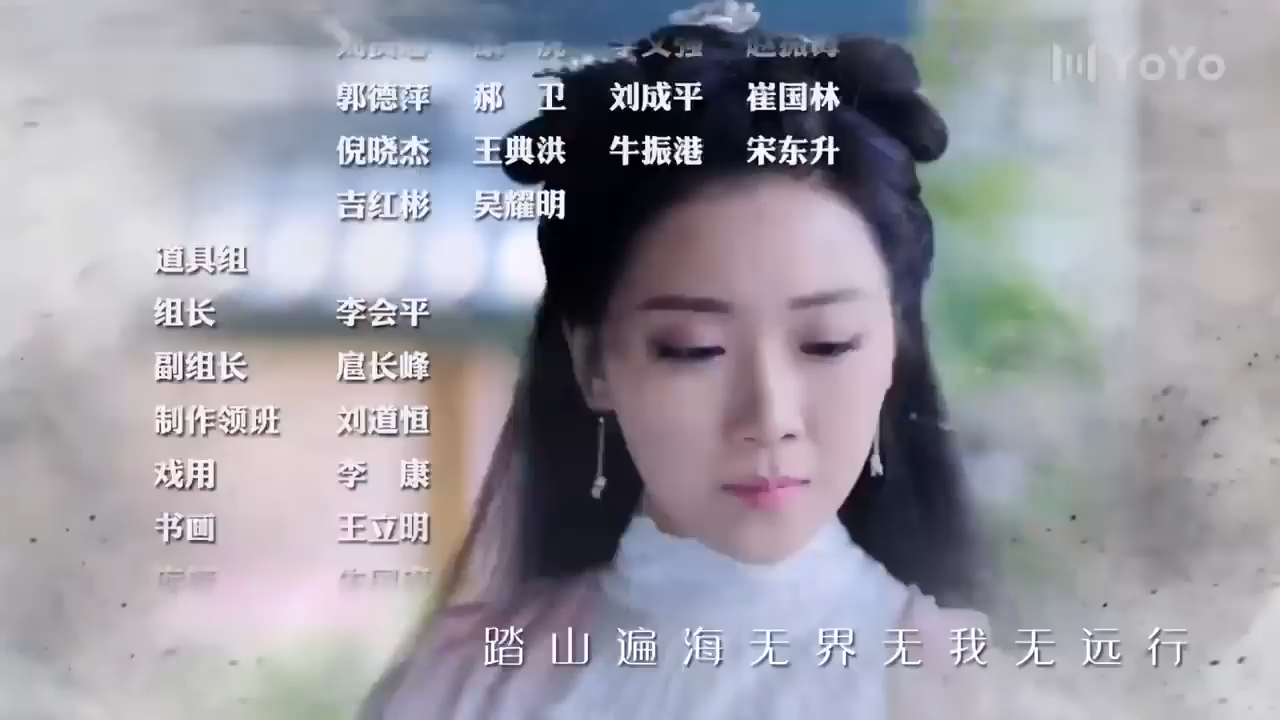 YoYo
郭德萍 郝 卫 刘成平 崔国林
倪晓杰 王典洪 牛振港 宋东升
吉红彬 吴耀明
道具组
组长 李会平
副组长 扈长峰
制作领班 刘道恒
戏用 李 康
书画 王立明
踏山遍海无界无我无远行